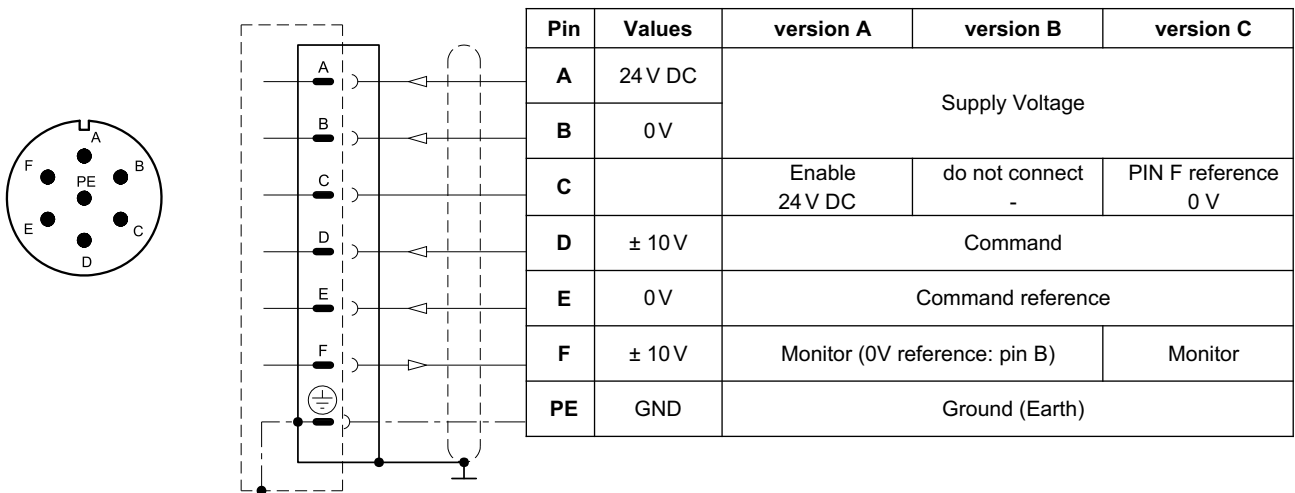 A
F
B
PE
E
C
D
A
B
C
D
E
F
Pin Values version A version B version C
A 24 V DC Supply Voltage
B 0 V
C Enable do not connect PIN F reference
24 V DC - 0 V
D ± 10 V Command
E 0 V Command reference
F ± 10 V Monitor (0V reference: pin B) Monitor
PE GND Ground (Earth)